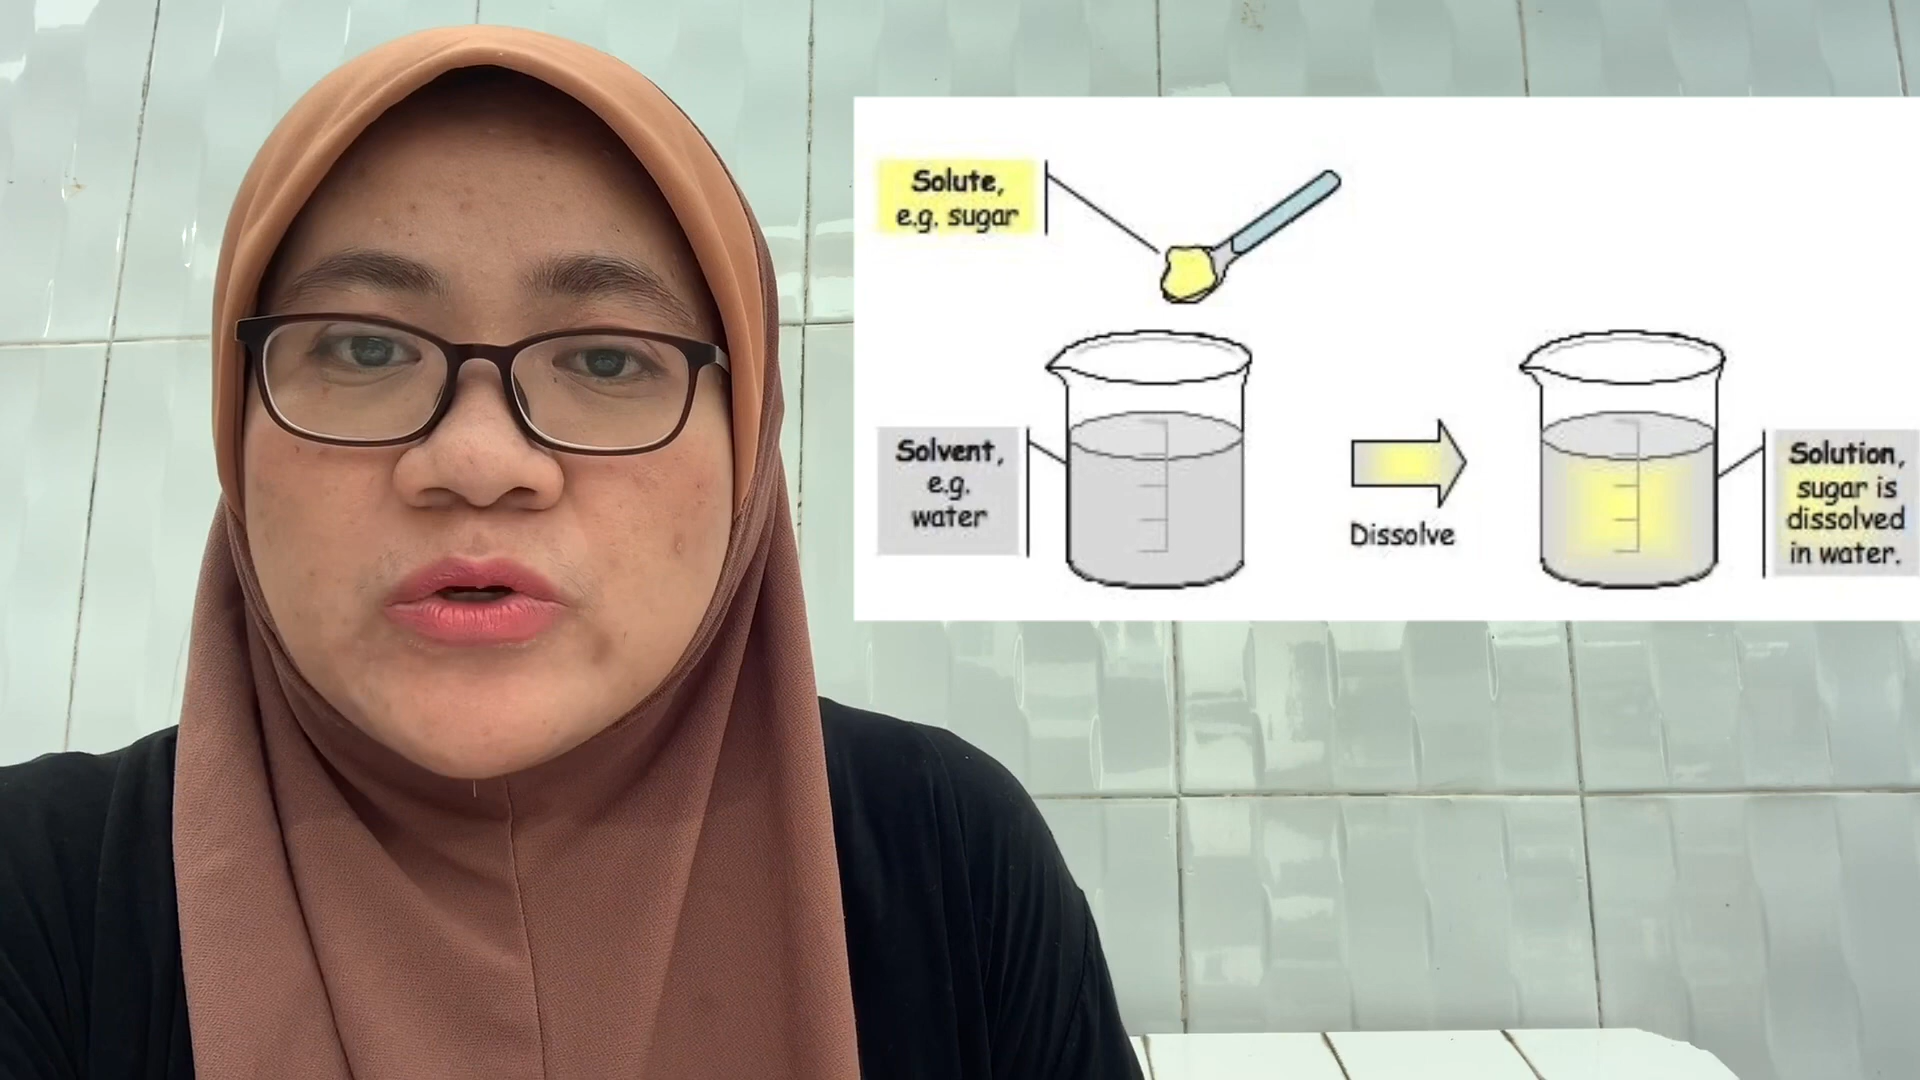 Solute,
e.g. sugar
Solvent,
e.g.
water
Dissolve
Solution,
sugar is
dissolved
in water.